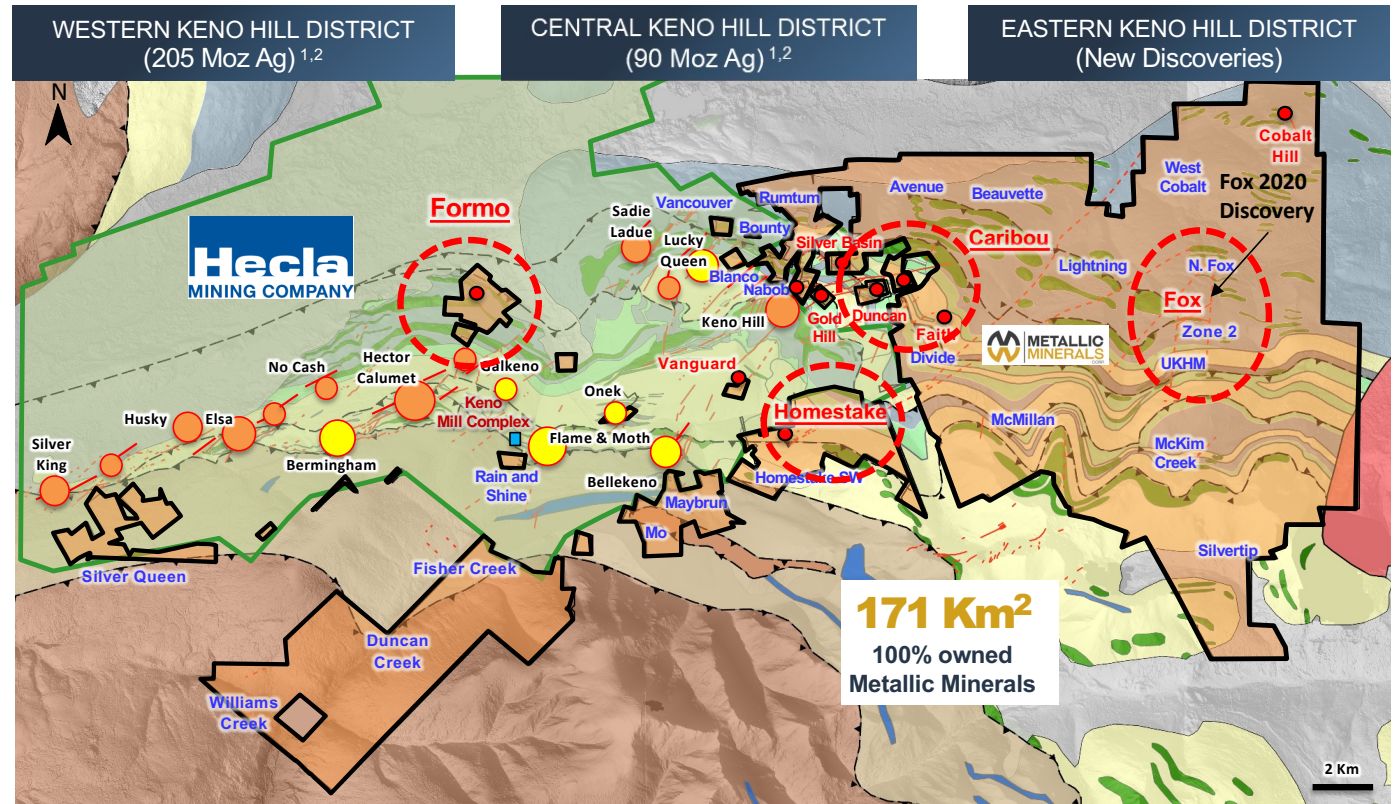 WESTERN KENO HILL DISTRICT
(205 Moz Ag) 1,2
CENTRAL KENO HILL DISTRICT
(90 Moz Ag) 1,2
EASTERN KENO HILL DISTRICT
(New Discoveries)
N
Hecla
MINING COMPANY
Formo
Sadie
Ladue
Vancouver
Lucky
Queen
Rumtum
Bounty
Blanco
Nabob
Silver Basin
Avenue
Beauvette
Caribou
West
Cobalt
Cobalt
Hill
Fox 2020
Discovery
Lightning
N. Fox
Fox
Zone 2
UKHM
Keno Hill
Gold
Hill
Duncan
Faith
Divide
METALLIC
MINERALS
CORP
No Cash
Hector
Calumet
Galkeno
Vanguard
Keno
Mill Complex
Onek
Homestake
Husky
Elsa
Silver
King
Bermingham
Flame & Moth
Rain and
Shine
Bellekeno
Homestake SW
Maybrun
Mo
McMillan
McKim
Creek
Silvertip
Silver Queen
Fisher Creek
Duncan
Creek
Williams
Creek
171 Km2
100% owned
Metallic Minerals
2 Km